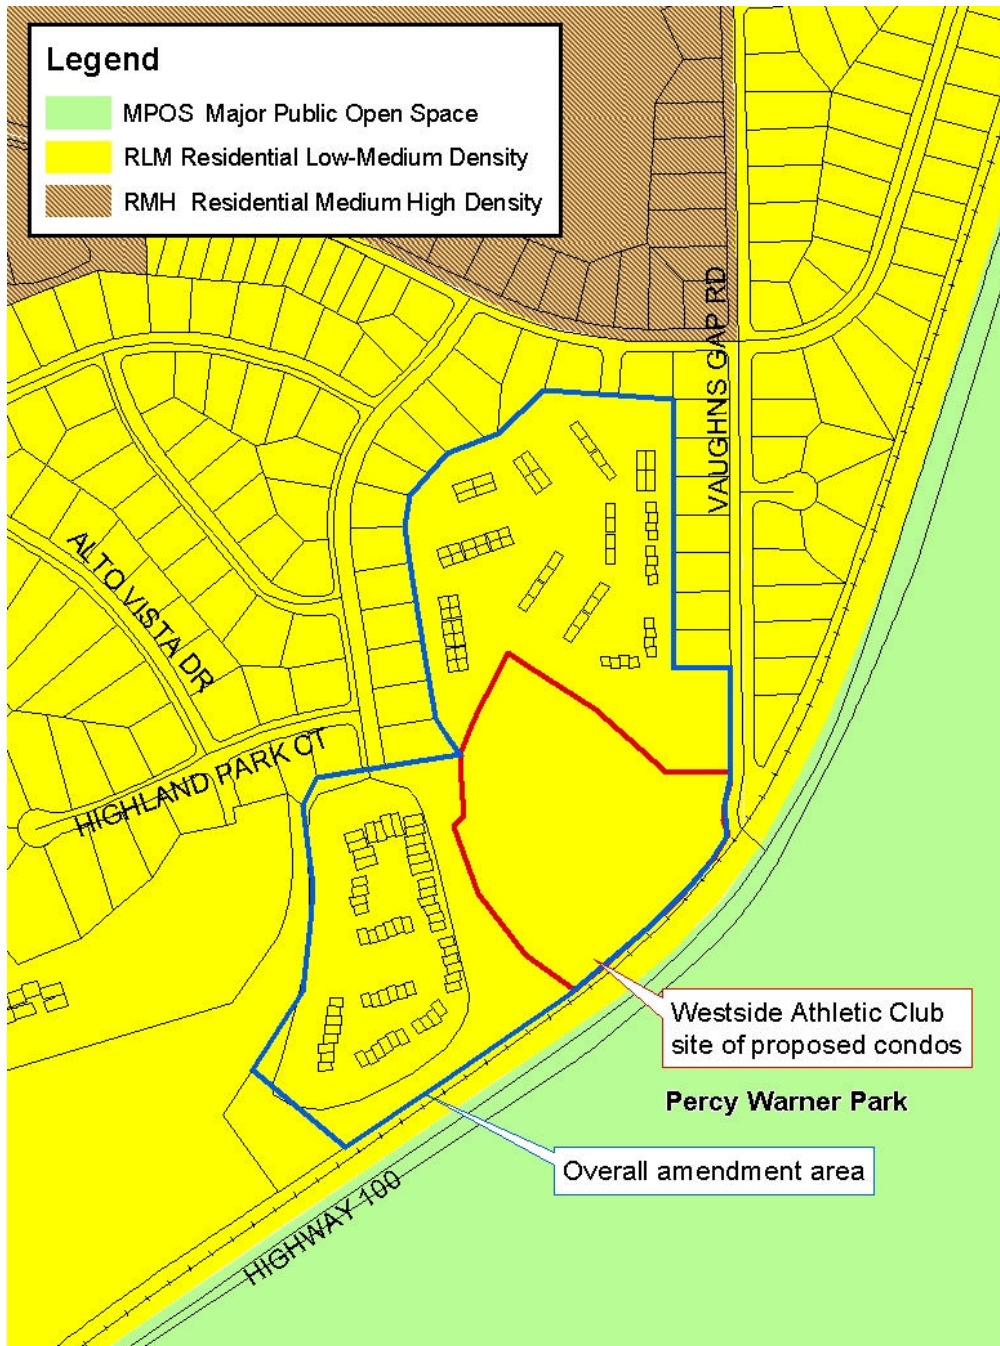 Legend
MPOS Major Public Open Space
RLM Residential Low-Medium Density
RMH Residential Medium High Density
VAUGHNS GAP RD
ALTO VISTA DR
HIGHLAND PARK CT
Westside Athletic Club
site of proposed condos
Percy Warner Park
Overall amendment area
HIGHWAY 100